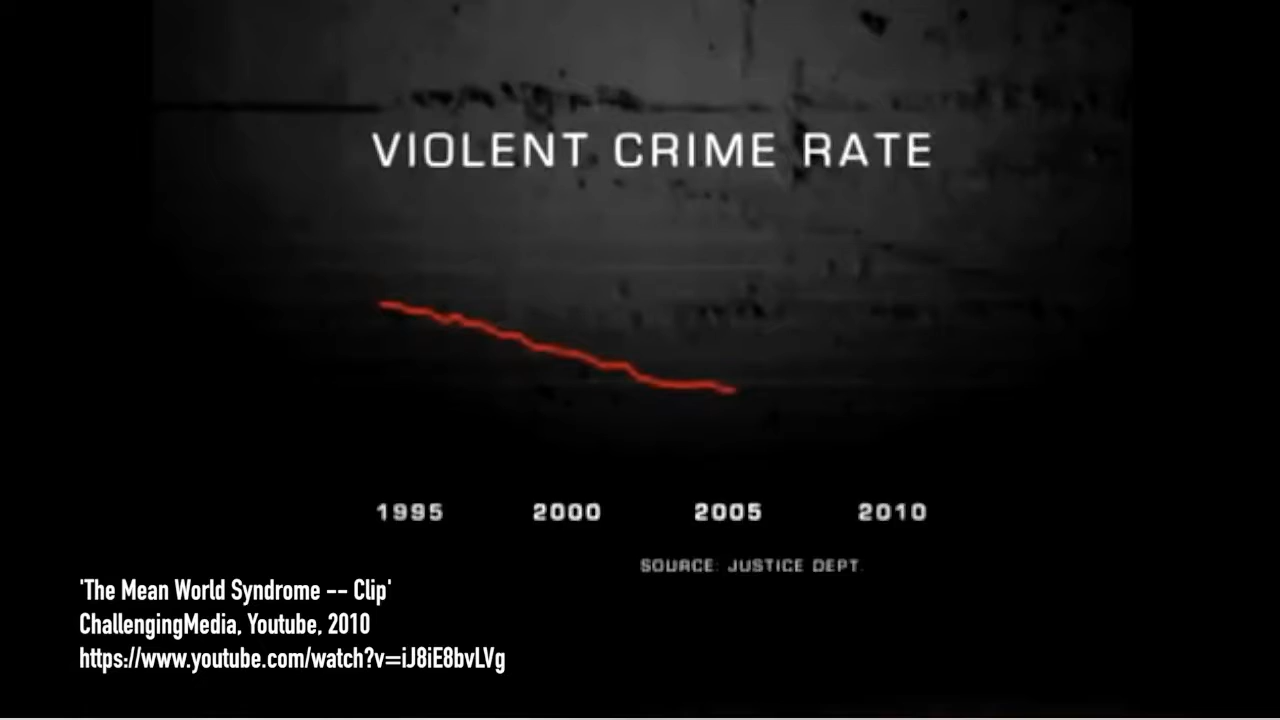 VIOLENT CRIME RATE
1995 2000 2005 2010
SOURCE: JUSTICE DEPT.
'The Mean World Syndrome -- Clip'
ChallengingMedia, Youtube, 2010
https://www.youtube.com/watch?v=iJ8iE8bvLVg